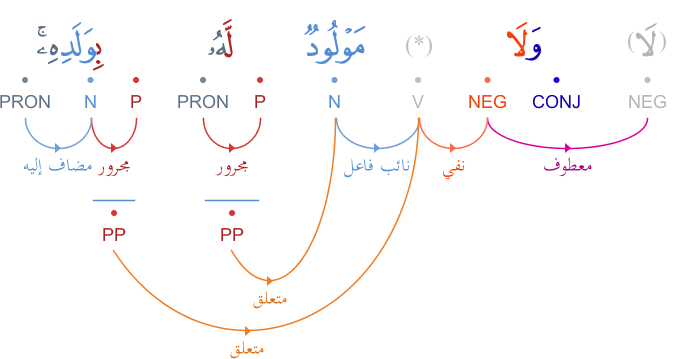 (لَا) وَلَا (*) مَوْلُودٌ لَّهُۥ بِوَلَدِهِۦۚ
PRON N P PRON P N V NEG CONJ NEG
معطوف نفي نائب فاعل مجرور مجرور مضاف إليه
PP PP
متعلق
متعلق